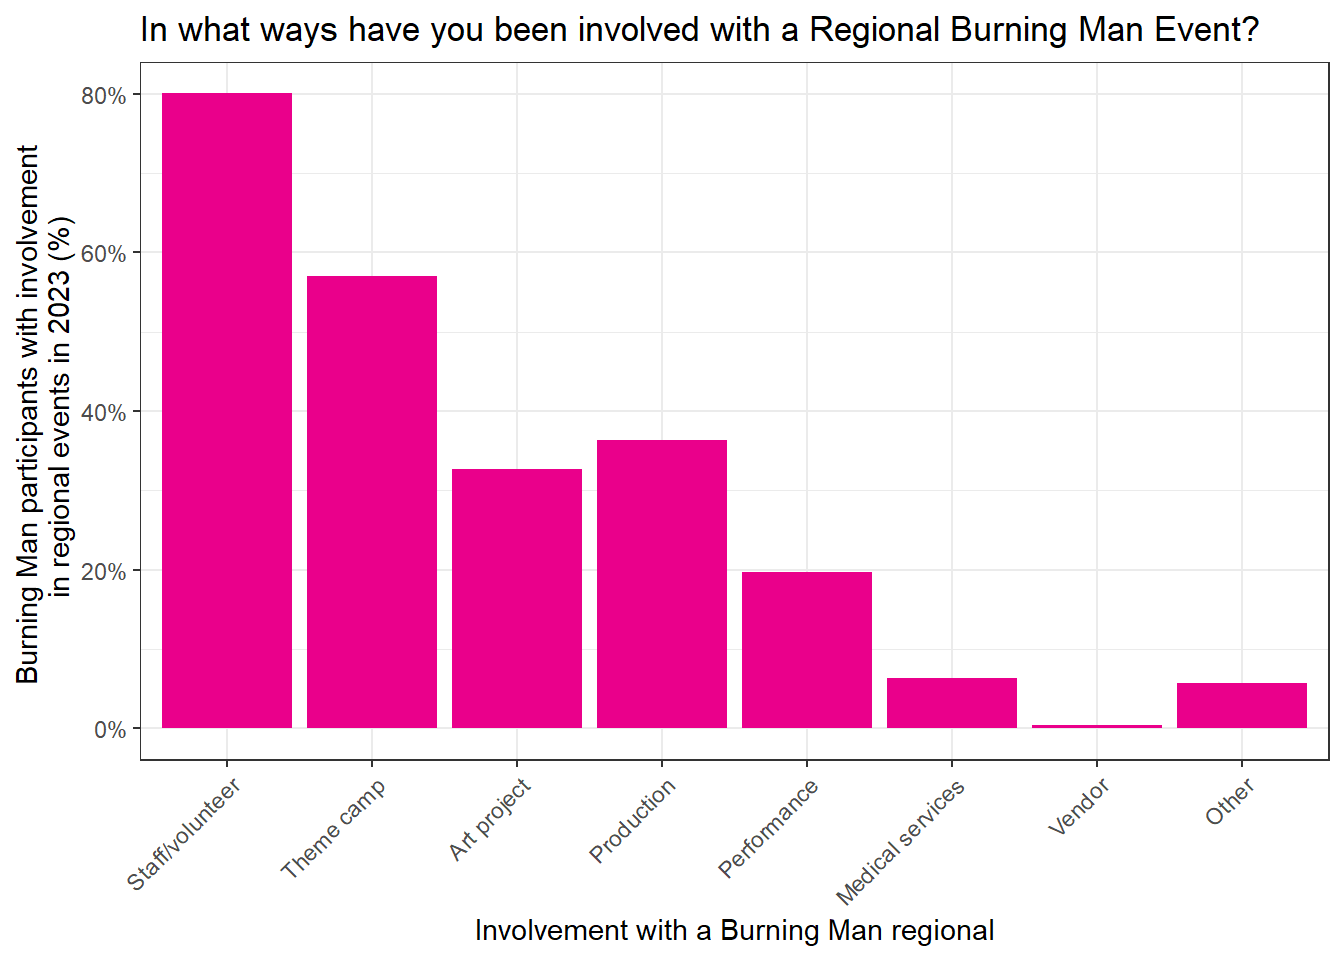 In what ways have you been involved with a Regional Burning Man Event?
Burning Man participants with involvement
in regional events in 2023 (%)
80%
60%
40%
20%
0%
Staff/volunteer
Theme camp
Art project
Production
Performance
Medical services
Vendor
Other
Involvement with a Burning Man regional